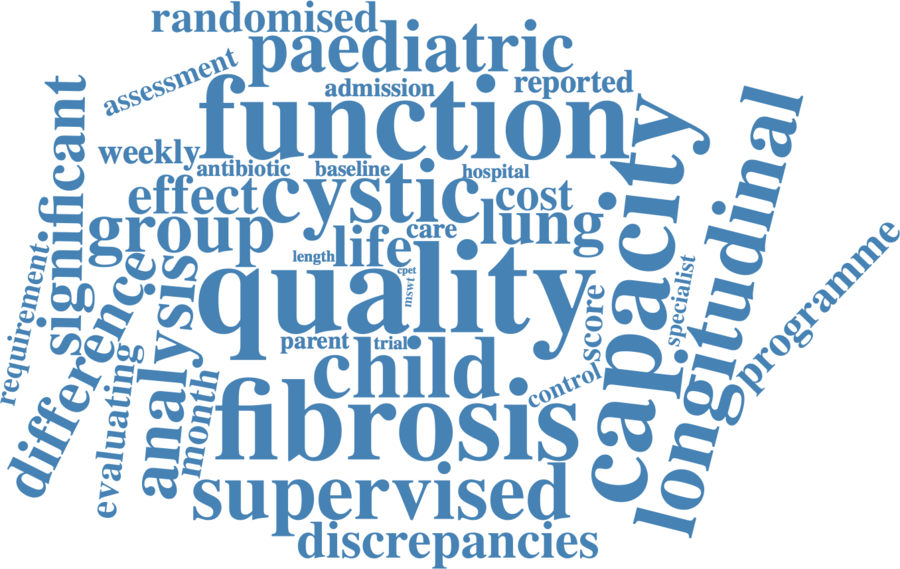 randomised
paediatric
assessment
admission
reported
function
significant
weekly
antibiotic
baseline
hospital
effect
cystic
cost
capacity
longitudinal
group
life
care
lung
programme
length
cpet
mswt
requirement
difference
analysis
quality
score
specialist
parent
trial
child
evaluating
month
fibrosis
control
supervised
discrepancies